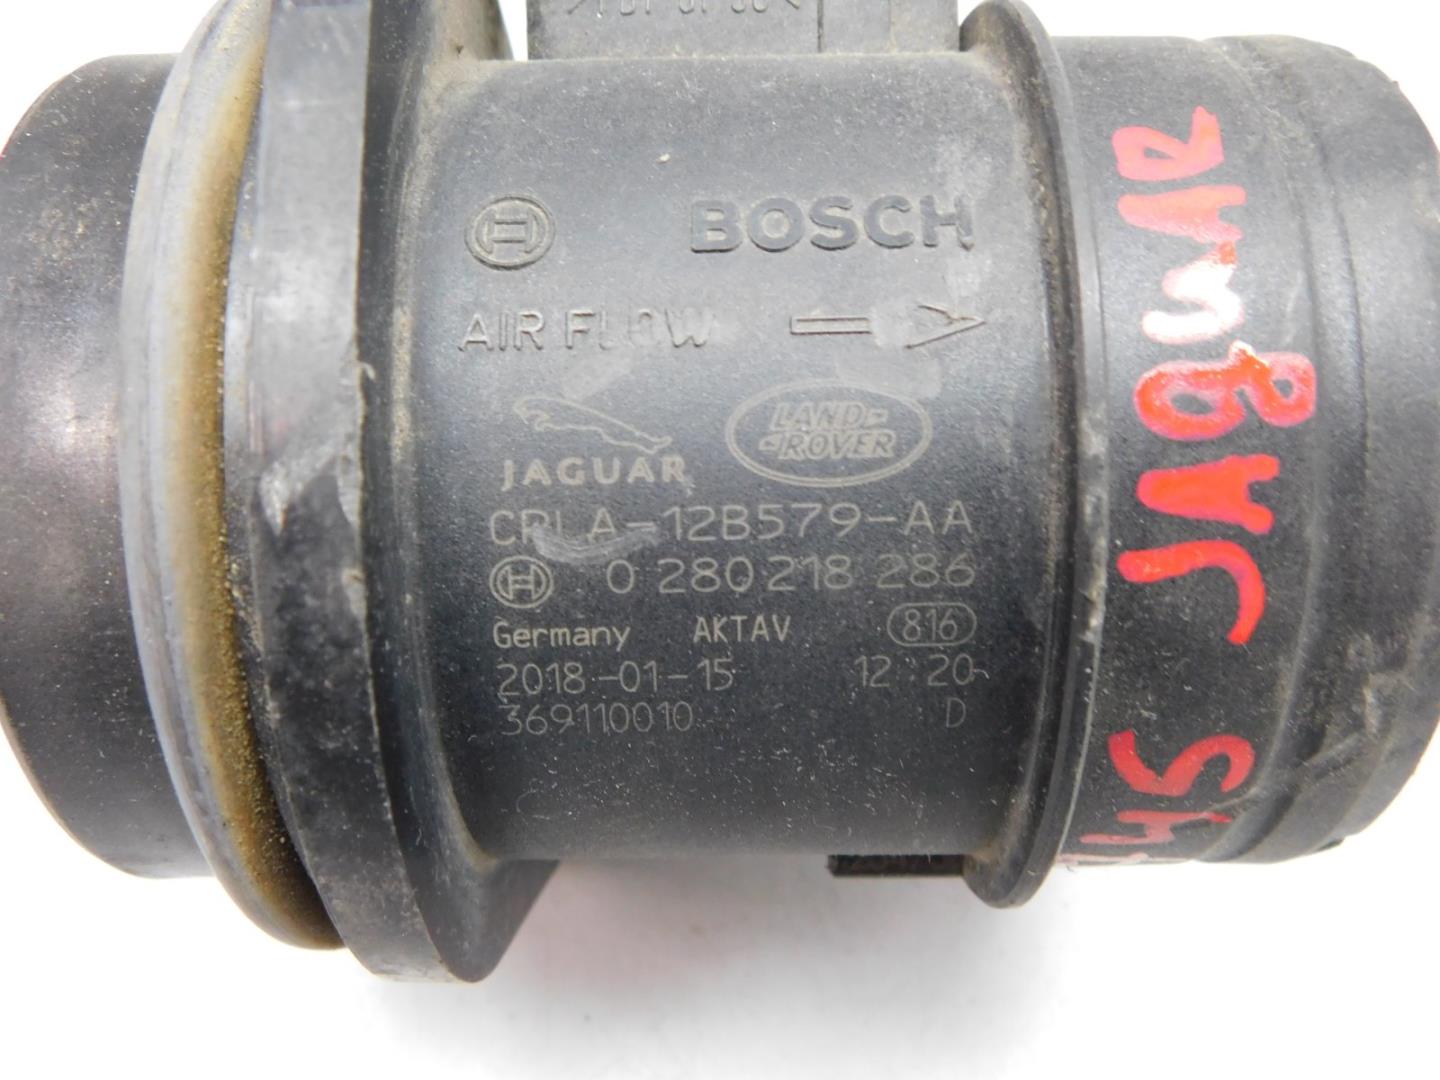 BOSCH
AIR FLOW
JAGUAR
LAND-
-ROVER
CPLA-12B579-AA
0 280 218 286
Germany AKTAV 816
2018-01-15 12:20
369110010 D
JAguAR